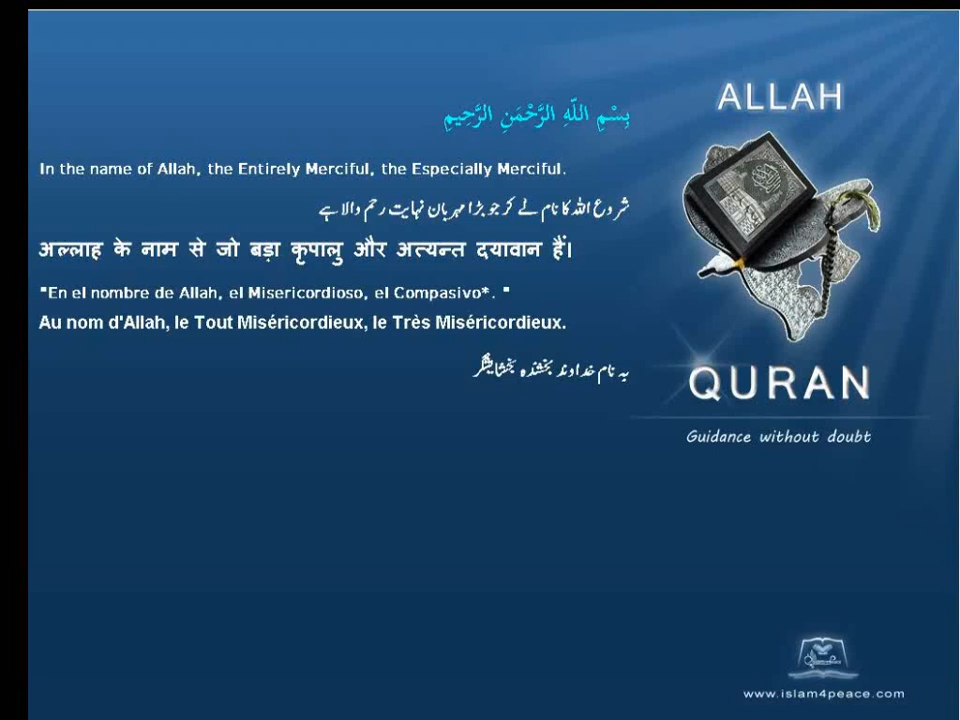 بِسْمِ اللَّهِ الرَّحْمَنِ الرَّحِيمِ
In the name of Allah, the Entirely Merciful, the Especially Merciful.
شروع الله کا نام لے کر جو بڑا مہربان نہایت رحم والا ہے
अल्लाह के नाम से जो बड़ा कृपालु और अत्यन्त दयावान हैं।
"En el nombre de Allah, el Misericordioso, el Compasivo*. "
Au nom d'Allah, le Tout Miséricordieux, le Très Miséricordieux.
به نام خداوند بخشنده بخشایشگر
ALLAH
QURAN
Guidance without doubt
www.islam4peace.com